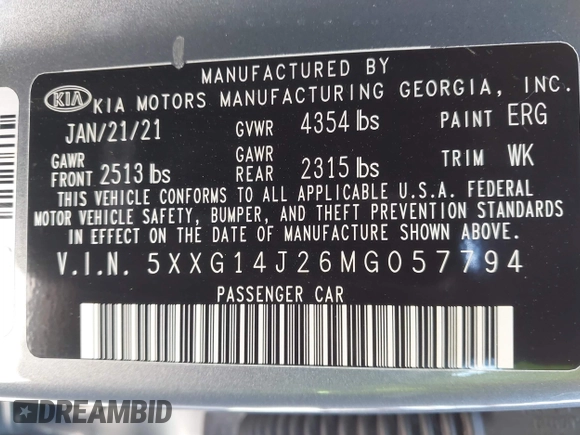 MANUFACTURED BY
KIA KIA MOTORS MANUFACTURING GEORGIA, INC.
JAN/21/21 GVWR 4354 lbs PAINT ERG
GAWR FRONT 2513 lbs GAWR REAR 2315 lbs TRIM WK
THIS VEHICLE CONFORMS TO ALL APPLICABLE U.S.A. FEDERAL
MOTOR VEHICLE SAFETY, BUMPER, AND THEFT PREVENTION STANDARDS
IN EFFECT ON THE DATE OF MANUFACTURE SHOWN ABOVE.
V.I.N. 5XXG14J26MG057794
PASSENGER CAR
DREAMBID